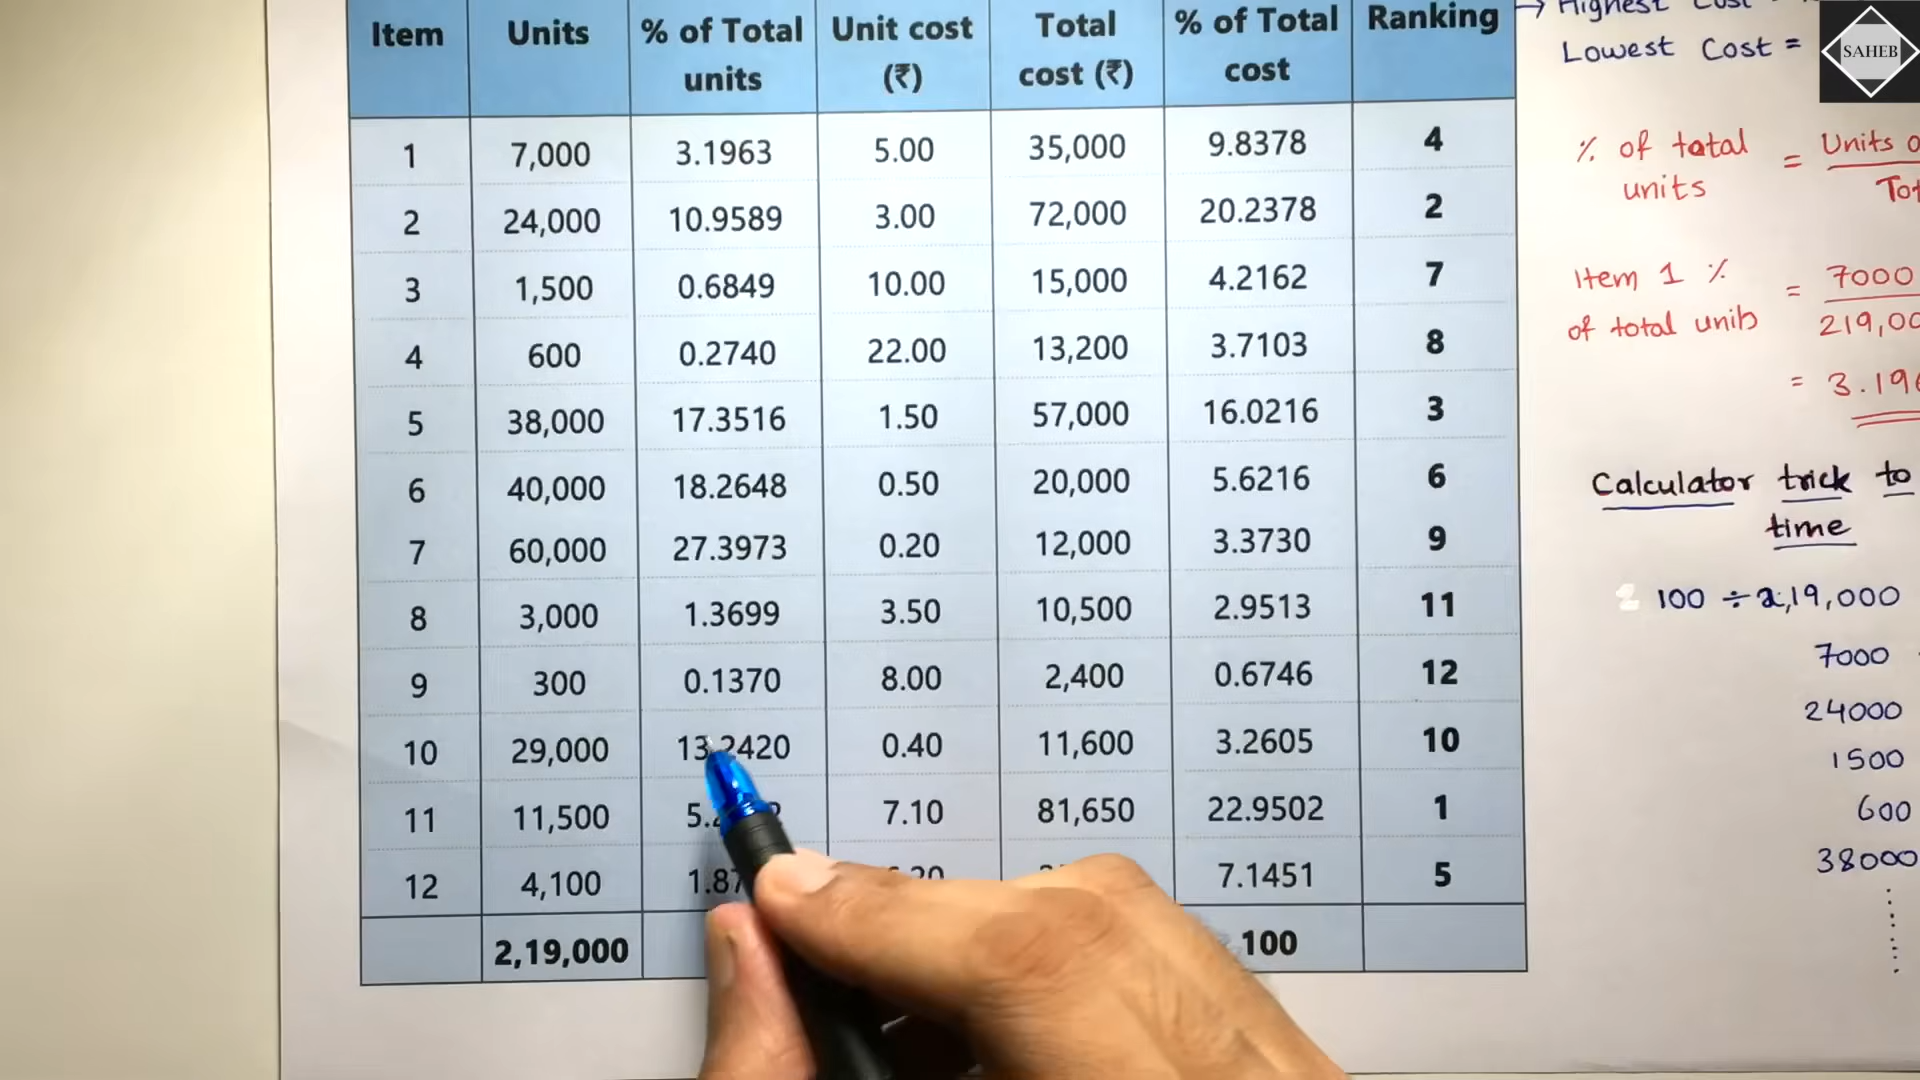 Item Units % of Total units Unit cost (₹) Total cost (₹) % of Total cost Ranking
1 7,000 3.1963 5.00 35,000 9.8378 4
2 24,000 10.9589 3.00 72,000 20.2378 2
3 1,500 0.6849 10.00 15,000 4.2162 7
4 600 0.2740 22.00 13,200 3.7103 8
5 38,000 17.3516 1.50 57,000 16.0216 3
6 40,000 18.2648 0.50 20,000 5.6216 6
7 60,000 27.3973 0.20 12,000 3.3730 9
8 3,000 1.3699 3.50 10,500 2.9513 11
9 300 0.1370 8.00 2,400 0.6746 12
10 29,000 13.2420 0.40 11,600 3.2605 10
11 11,500 7.10 81,650 22.9502 1
12 4,100 7.1451 5
2,19,000 100
→ Highest Cost
Lowest Cost =
SAHEB
% of total units = Units
Item 1 % of total units = 7000
= 3.19
Calculator trick to
time
100 ÷ 2,19,000
7000
24000
1500
600
38000